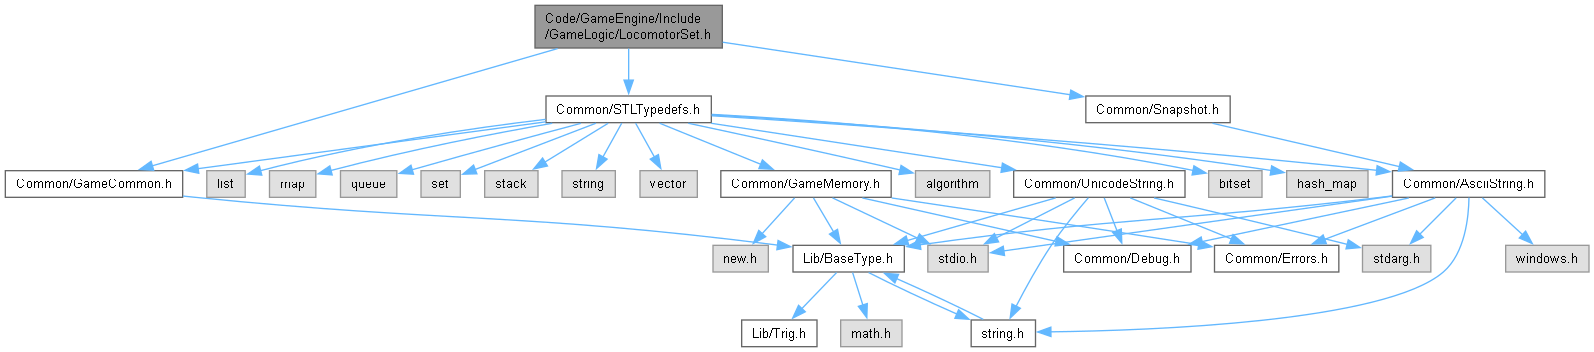 Code/GameEngine/Include
/GameLogic/LocomotorSet.h
Common/STLTypedefs.h
Common/Snapshot.h
Common/GameCommon.h
list
map
queue
set
stack
string
vector
Common/GameMemory.h
algorithm
Common/UnicodeString.h
bitset
hash_map
Common/AsciiString.h
new.h
Lib/BaseType.h
stdio.h
Common/Debug.h
Common/Errors.h
stdarg.h
windows.h
Lib/Trig.h
math.h
string.h